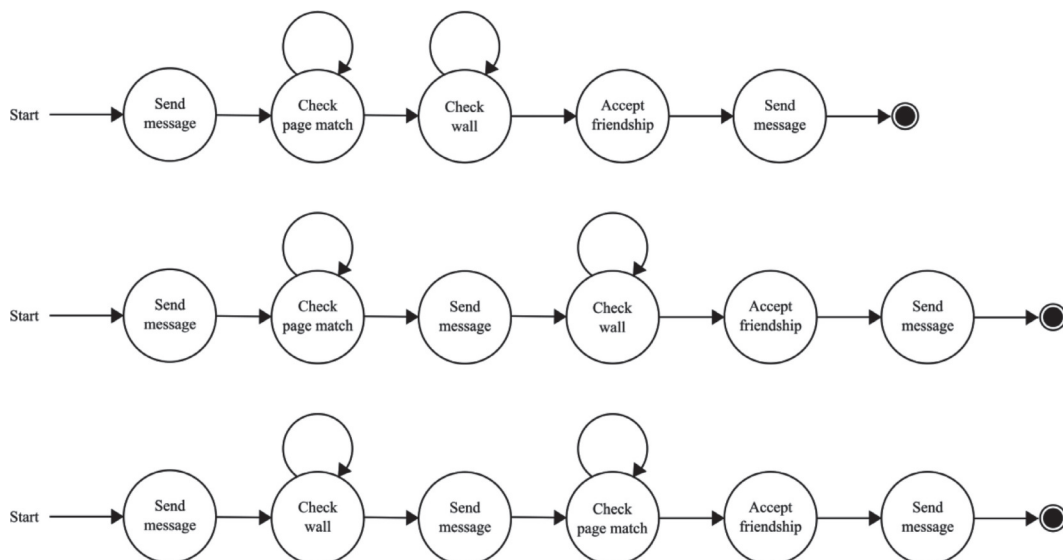 Start
Send
message
Check
page match
Check
wall
Accept
friendship
Send
message
Start
Send
message
Check
page match
Send
message
Check
wall
Accept
friendship
Send
message
Start
Send
message
Check
wall
Send
message
Check
page match
Accept
friendship
Send
message